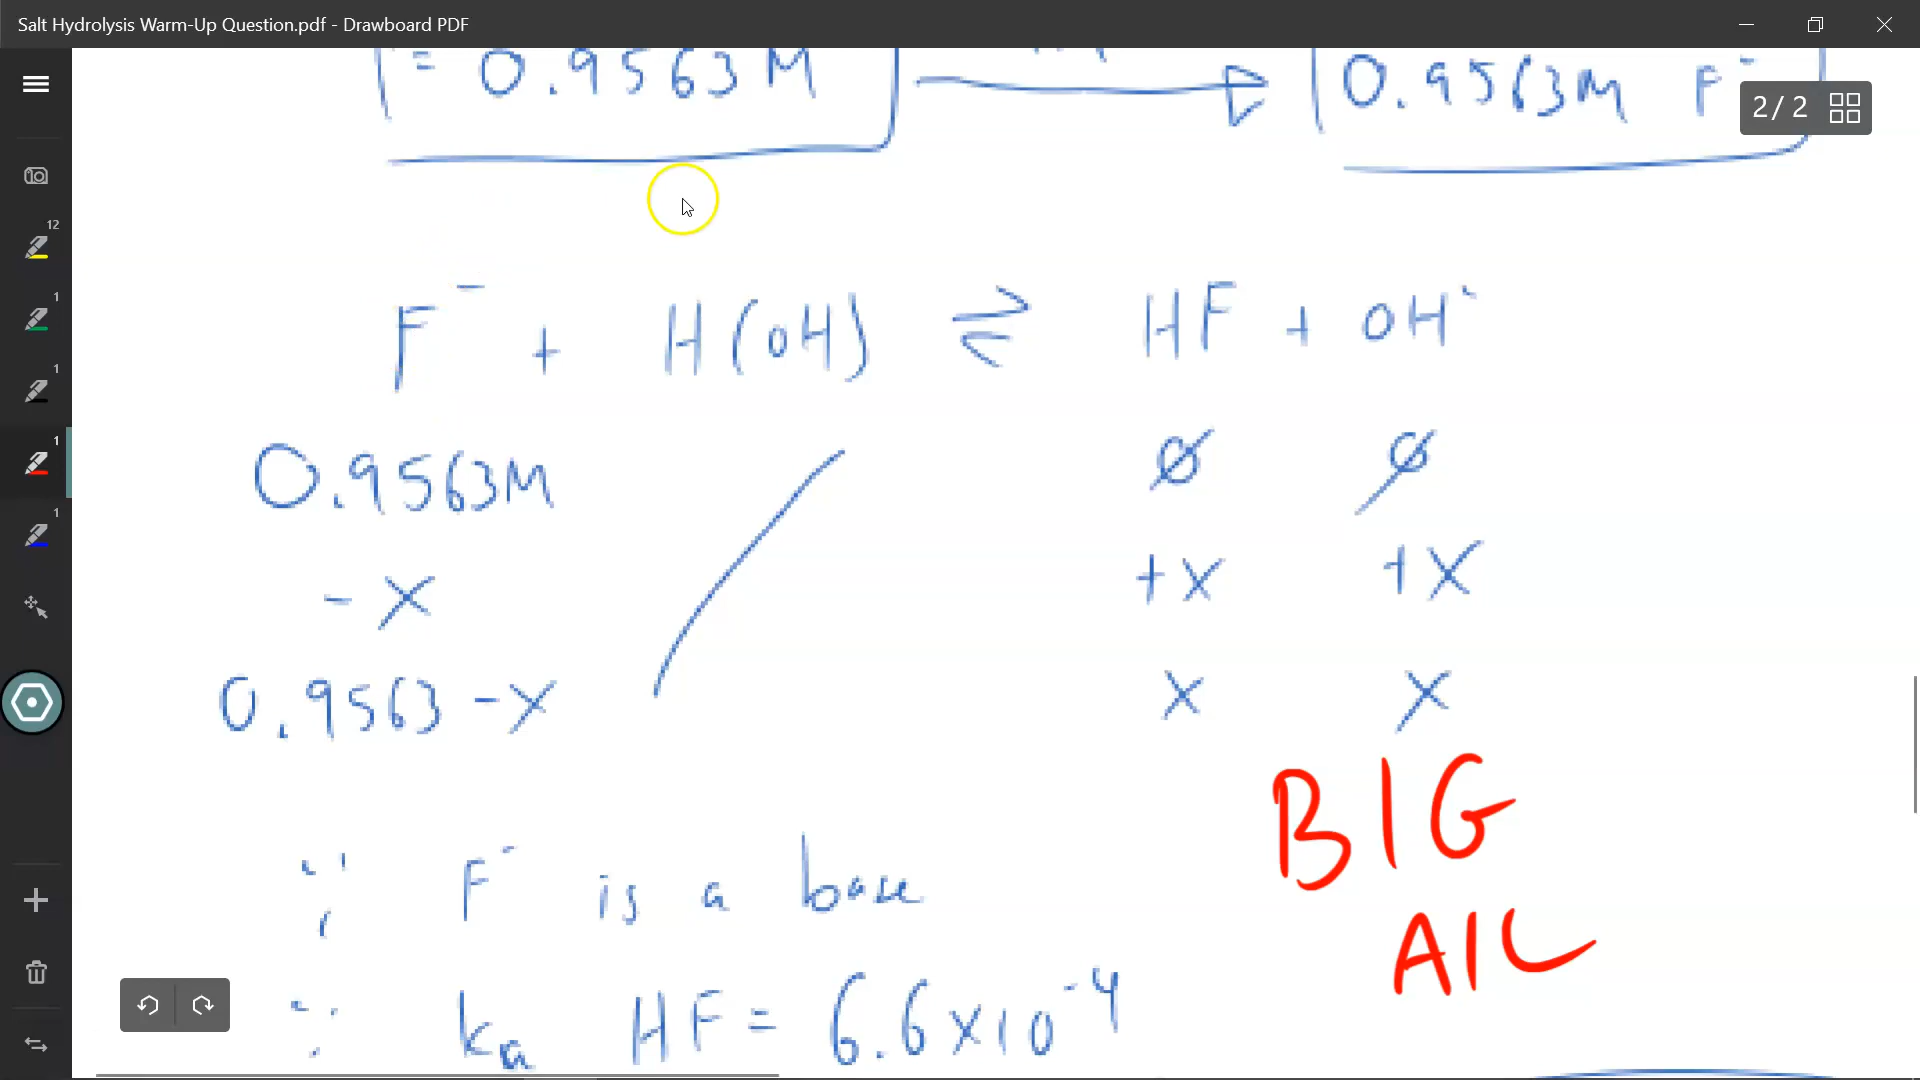 Salt Hydrolysis Warm-Up Question.pdf - Drawboard PDF
= 0.9563 M
0.9563M F⁻
2/2
12
1
1
1
1
F⁻ + H(OH) ⇌ HF + OH⁻
0.9563M ∅ ∅
-x +x +x
0.9563-x x x
BIG
∵ F⁻ is a base
AIL
∵ ka HF = 6.6x10⁻⁴